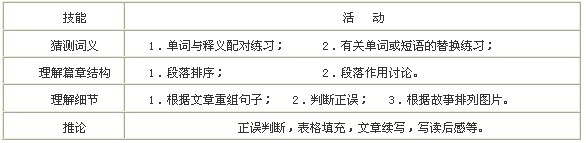 技能 活 动
猜测词义 1．单词与释义配对练习； 2．有关单词或短语的替换练习；
理解篇章结构 1．段落排序； 2．段落作用讨论。
理解细节 1．根据文章重组句子； 2．判断正误； 3．根据故事排列图片。
推论 正误判断，表格填充，文章续写，写读后感等。